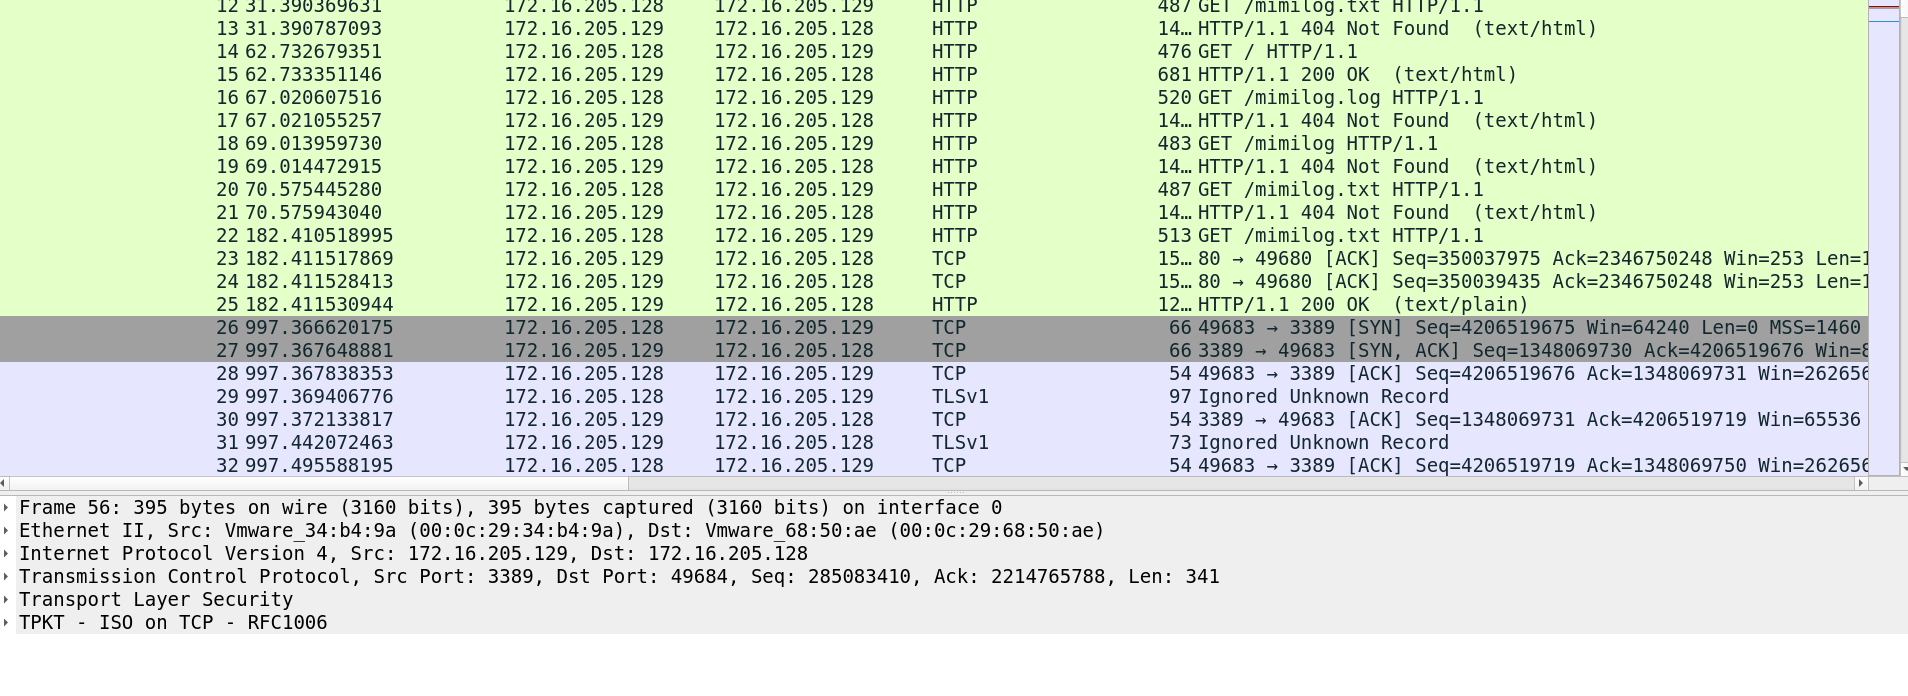 12 31.390369631 172.16.205.128 172.16.205.129 HTTP 487 GET /mimilog.txt HTTP/1.1
13 31.390787093 172.16.205.129 172.16.205.128 HTTP 14… HTTP/1.1 404 Not Found (text/html)
14 62.732679351 172.16.205.128 172.16.205.129 HTTP 476 GET / HTTP/1.1
15 62.733351146 172.16.205.129 172.16.205.128 HTTP 681 HTTP/1.1 200 OK (text/html)
16 67.020607516 172.16.205.128 172.16.205.129 HTTP 520 GET /mimilog.log HTTP/1.1
17 67.021055257 172.16.205.129 172.16.205.128 HTTP 14… HTTP/1.1 404 Not Found (text/html)
18 69.013959730 172.16.205.128 172.16.205.129 HTTP 483 GET /mimilog HTTP/1.1
19 69.014472915 172.16.205.129 172.16.205.128 HTTP 14… HTTP/1.1 404 Not Found (text/html)
20 70.575445280 172.16.205.128 172.16.205.129 HTTP 487 GET /mimilog.txt HTTP/1.1
21 70.575943040 172.16.205.129 172.16.205.128 HTTP 14… HTTP/1.1 404 Not Found (text/html)
22 182.410518995 172.16.205.128 172.16.205.129 HTTP 513 GET /mimilog.txt HTTP/1.1
23 182.411517869 172.16.205.129 172.16.205.128 TCP 15… 80 → 49680 [ACK] Seq=350037975 Ack=2346750248 Win=253 Len=1
24 182.411528413 172.16.205.129 172.16.205.128 TCP 15… 80 → 49680 [ACK] Seq=350039435 Ack=2346750248 Win=253 Len=1
25 182.411530944 172.16.205.129 172.16.205.128 HTTP 12… HTTP/1.1 200 OK (text/plain)
26 997.366620175 172.16.205.128 172.16.205.129 TCP 66 49683 → 3389 [SYN] Seq=4206519675 Win=64240 Len=0 MSS=1460
27 997.367648881 172.16.205.129 172.16.205.128 TCP 66 3389 → 49683 [SYN, ACK] Seq=1348069730 Ack=4206519676 Win=8
28 997.367838353 172.16.205.128 172.16.205.129 TCP 54 49683 → 3389 [ACK] Seq=4206519676 Ack=1348069731 Win=262656
29 997.369406776 172.16.205.128 172.16.205.129 TLSv1 97 Ignored Unknown Record
30 997.372133817 172.16.205.129 172.16.205.128 TCP 54 3389 → 49683 [ACK] Seq=1348069731 Ack=4206519719 Win=65536
31 997.442072463 172.16.205.129 172.16.205.128 TLSv1 73 Ignored Unknown Record
32 997.495588195 172.16.205.128 172.16.205.129 TCP 54 49683 → 3389 [ACK] Seq=4206519719 Ack=1348069750 Win=262656
Frame 56: 395 bytes on wire (3160 bits), 395 bytes captured (3160 bits) on interface 0
Ethernet II, Src: Vmware_34:b4:9a (00:0c:29:34:b4:9a), Dst: Vmware_68:50:ae (00:0c:29:68:50:ae)
Internet Protocol Version 4, Src: 172.16.205.129, Dst: 172.16.205.128
Transmission Control Protocol, Src Port: 3389, Dst Port: 49684, Seq: 285083410, Ack: 2214765788, Len: 341
Transport Layer Security
TPKT - ISO on TCP - RFC1006